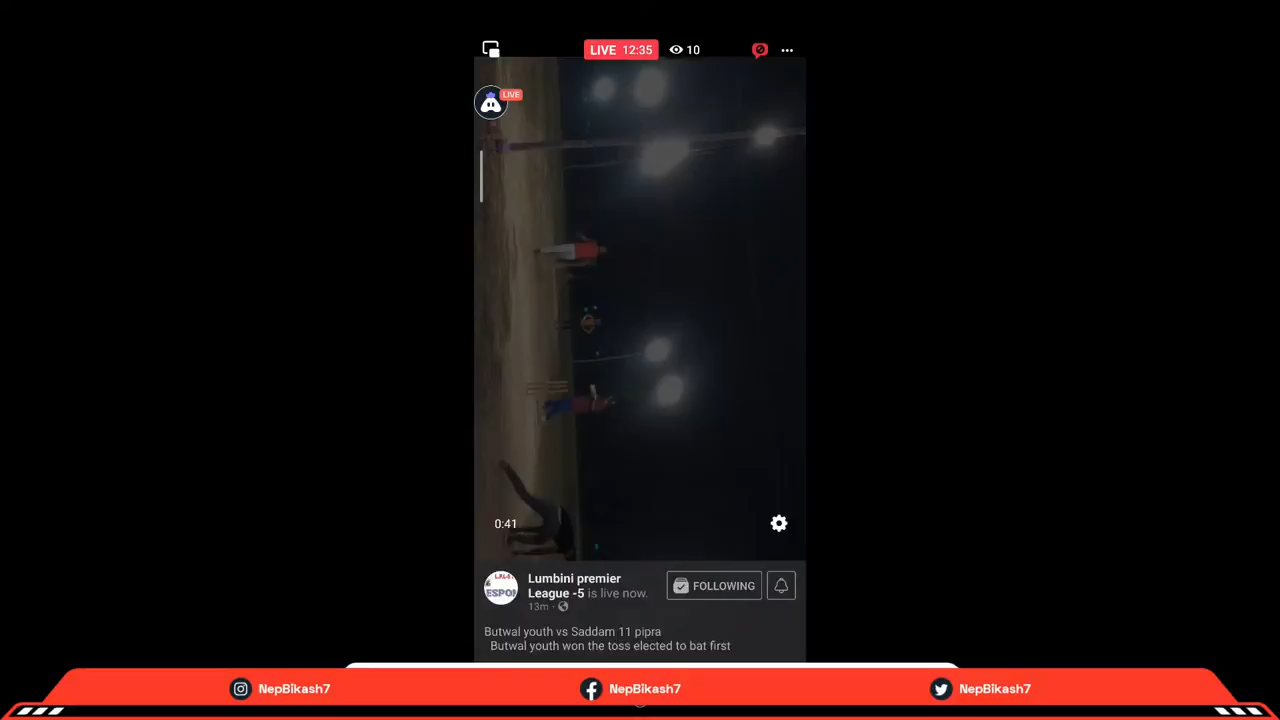 LIVE 12:35 10
LIVE
0:41
ESPON
Lumbini premier
League -5 is live now.
FOLLOWING
13m
Butwal youth vs Saddam 11 pipra
Butwal youth won the toss elected to bat first
NepBikash7 NepBikash7 NepBikash7